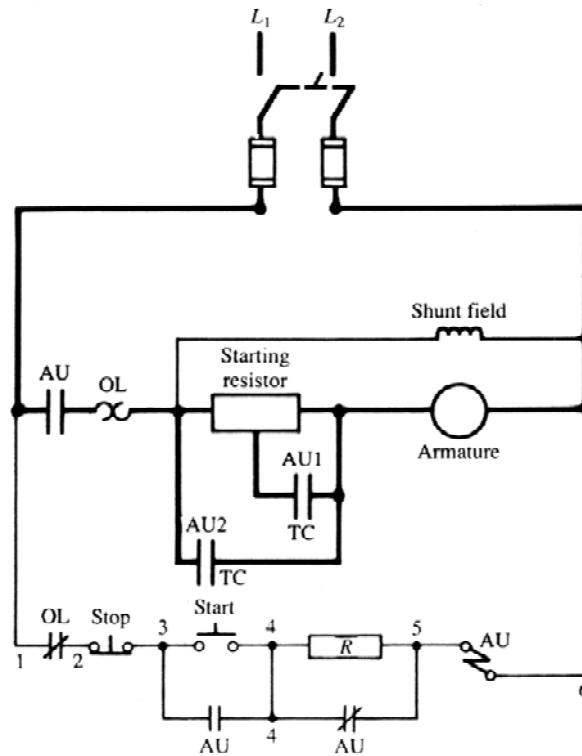 L1 L2
Shunt field
Starting
resistor
AU OL
Armature
AU1
TC
AU2
TC
Start
OL Stop 3 4 5 AU
1 2 R
4
AU AU